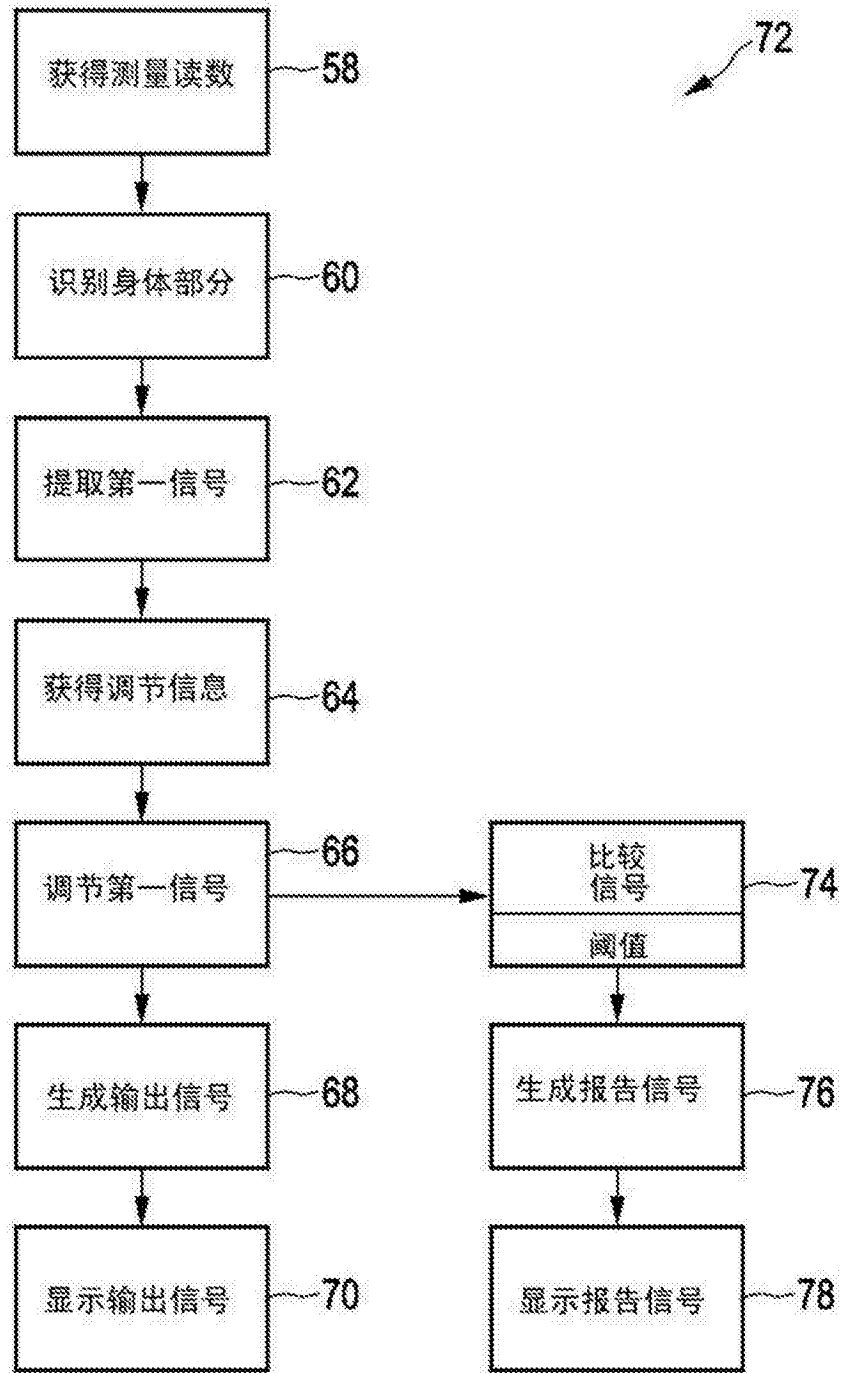 72
获得测量读数
58
识别身体部分
60
提取第一信号
62
获得调节信息
64
调节第一信号
66
比较
信号
阈值
74
生成输出信号
68
生成报告信号
76
显示输出信号
70
显示报告信号
78